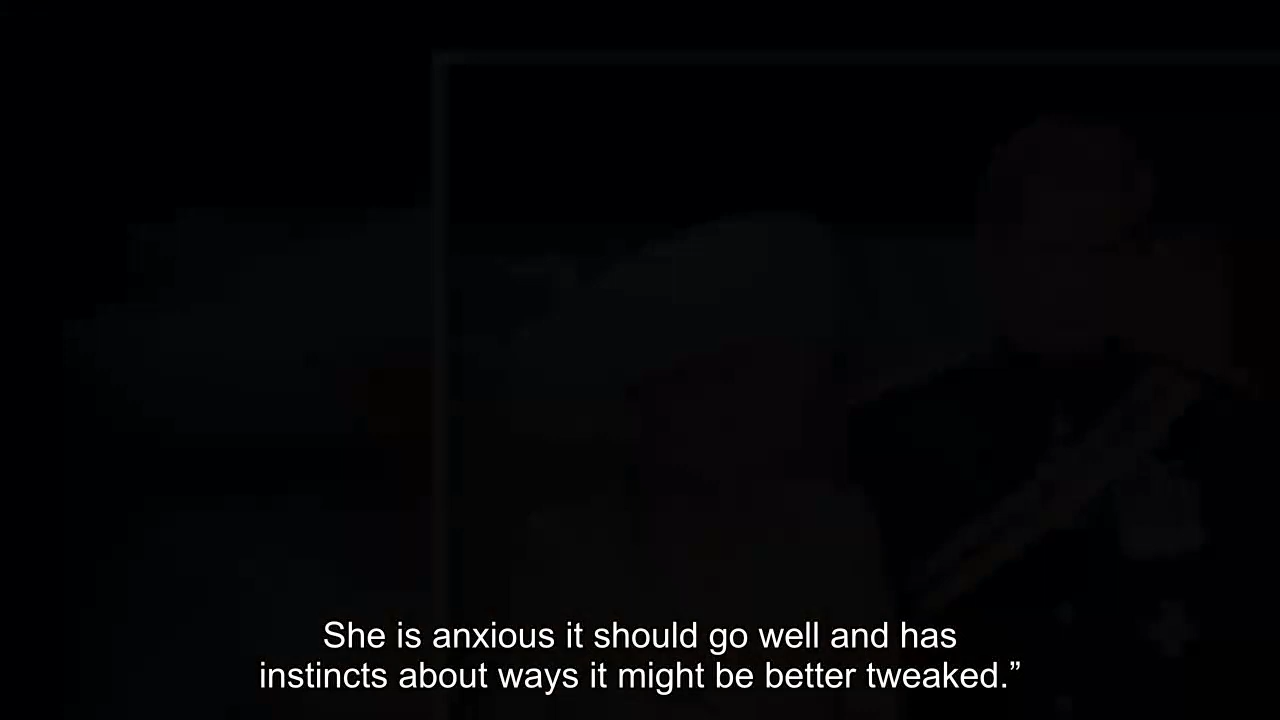 She is anxious it should go well and has
instincts about ways it might be better tweaked.”